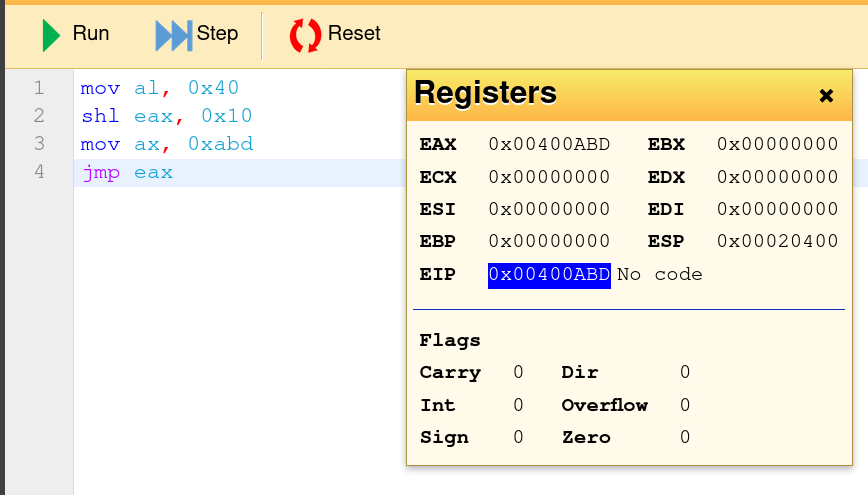 Run Step Reset
1 mov al, 0x40
2 shl eax, 0x10
3 mov ax, 0xabd
4 jmp eax
Registers ×
EAX 0x00400ABD EBX 0x00000000
ECX 0x00000000 EDX 0x00000000
ESI 0x00000000 EDI 0x00000000
EBP 0x00000000 ESP 0x00020400
EIP 0x00400ABD No code
Flags
Carry 0 Dir 0
Int 0 Overflow 0
Sign 0 Zero 0